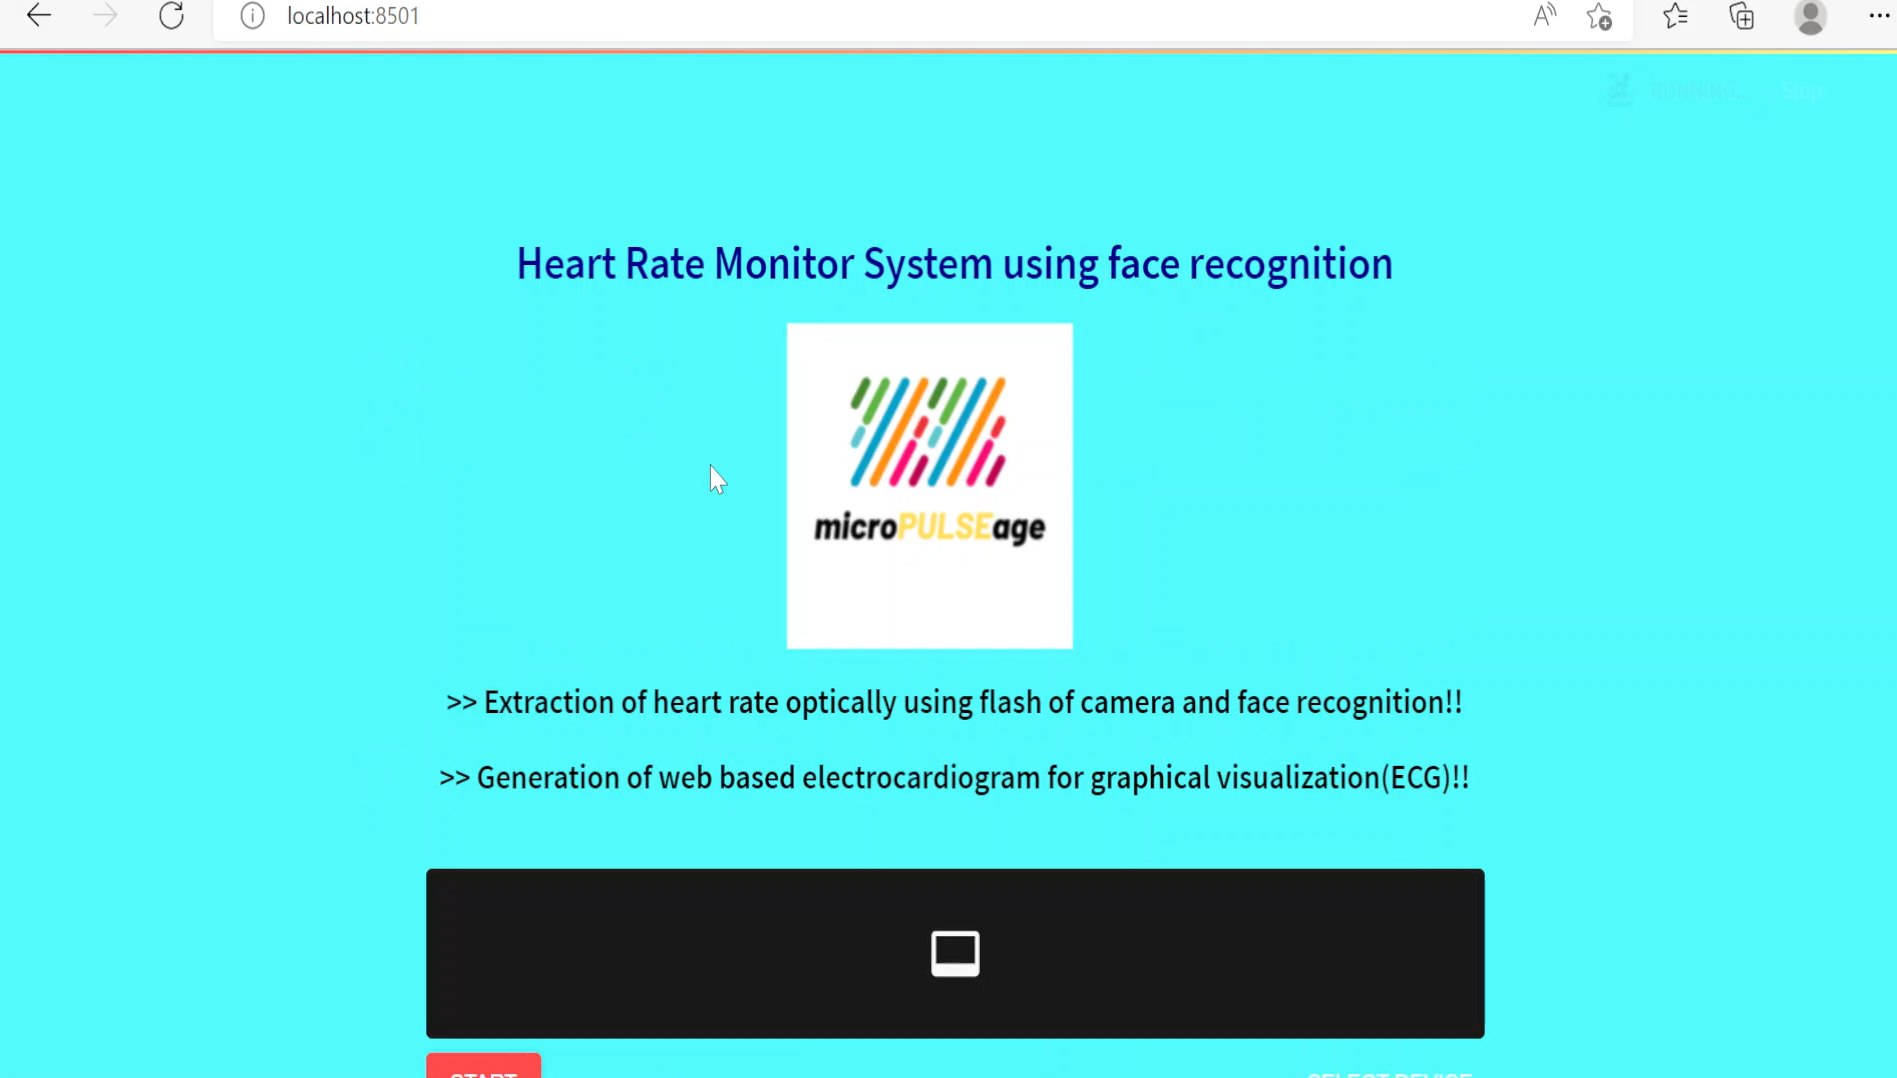 localhost:8501
RUNNING... Stop
Heart Rate Monitor System using face recognition
microPULSEage
>> Extraction of heart rate optically using flash of camera and face recognition!!
>> Generation of web based electrocardiogram for graphical visualization(ECG)!!
START SELECT DEVICE